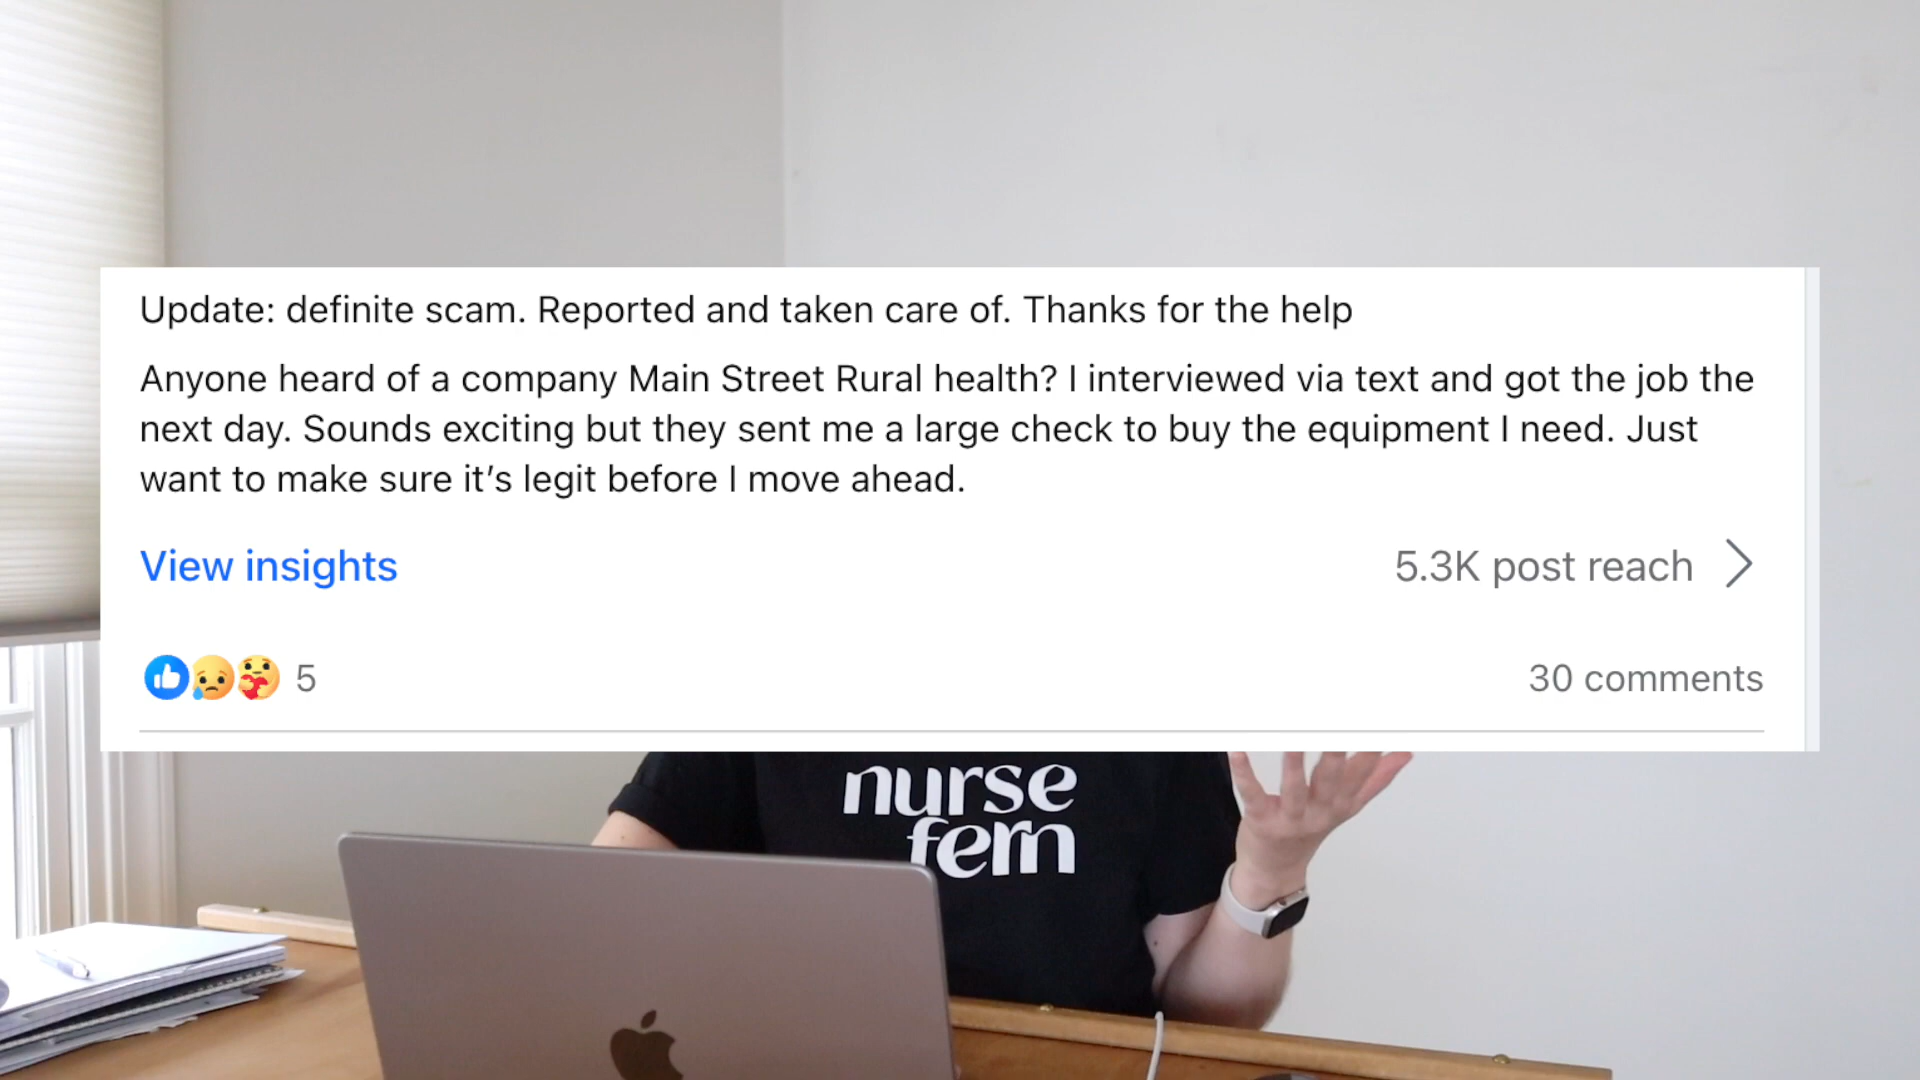 Update: definite scam. Reported and taken care of. Thanks for the help
Anyone heard of a company Main Street Rural health? I interviewed via text and got the job the
next day. Sounds exciting but they sent me a large check to buy the equipment I need. Just
want to make sure it’s legit before I move ahead.
View insights
5.3K post reach
5
30 comments
nurse
fern